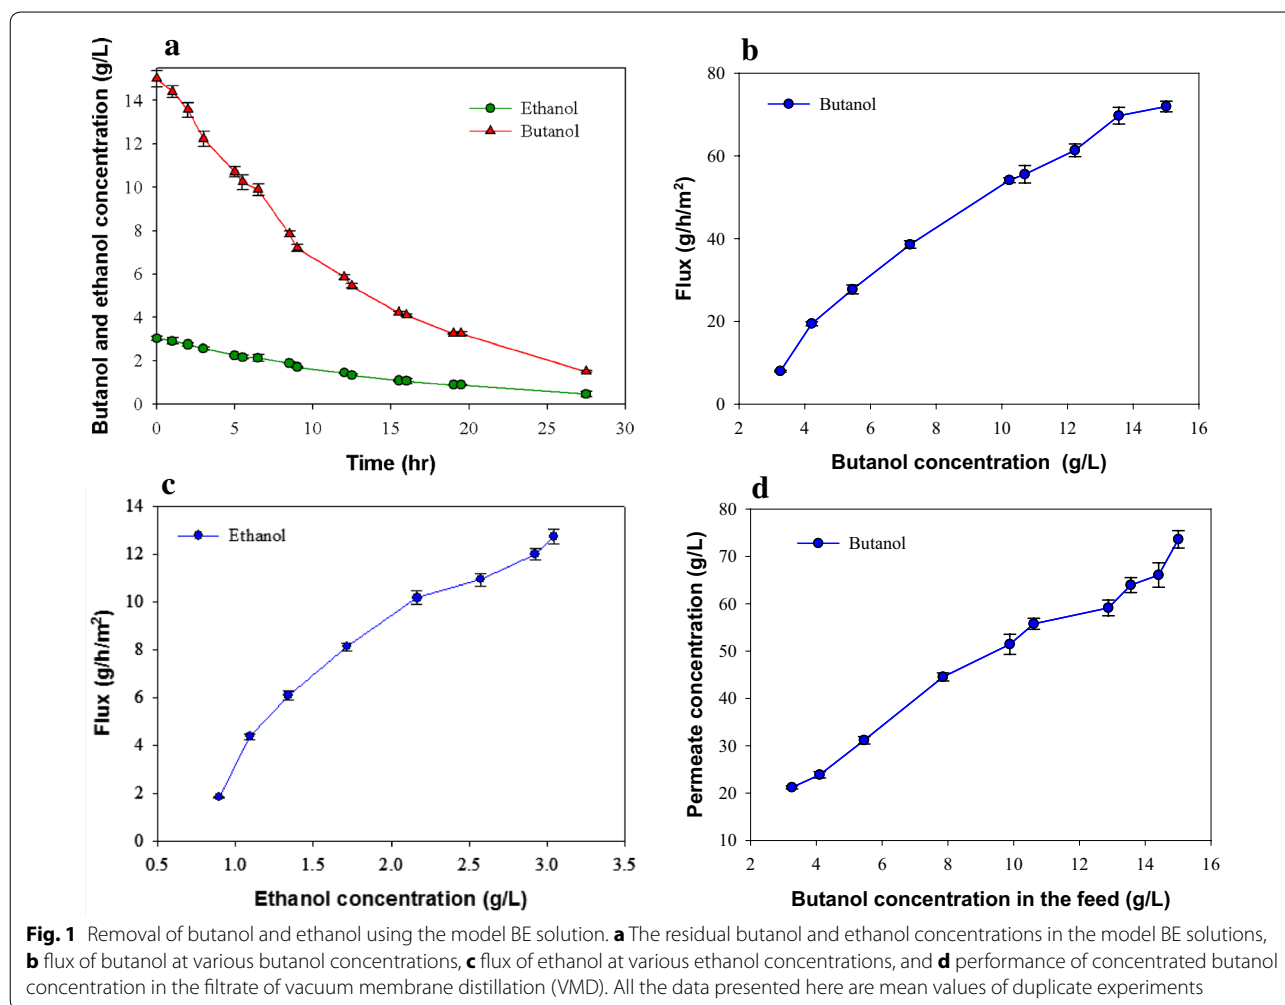 a
Butanol and ethanol concentration (g/L)
14
12
10
8
6
4
2
0
0 5 10 15 20 25 30
Time (hr)
Ethanol
Butanol
b
Flux (g/h/m²)
80
60
40
20
0
2 4 6 8 10 12 14 16
Butanol concentration (g/L)
Butanol
c
Flux (g/h/m²)
14
12
10
8
6
4
2
0
0.5 1.0 1.5 2.0 2.5 3.0 3.5
Ethanol concentration (g/L)
Ethanol
d
Permeate concentration (g/L)
80
70
60
50
40
30
20
10
2 4 6 8 10 12 14 16
Butanol concentration in the feed (g/L)
Butanol
Fig. 1 Removal of butanol and ethanol using the model BE solution. a The residual butanol and ethanol concentrations in the model BE solutions,
b flux of butanol at various butanol concentrations, c flux of ethanol at various ethanol concentrations, and d performance of concentrated butanol
concentration in the filtrate of vacuum membrane distillation (VMD). All the data presented here are mean values of duplicate experiments